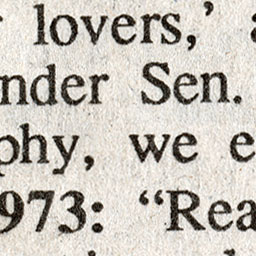 lovers,’
nder Sen.
phy, we e
973: “Rea